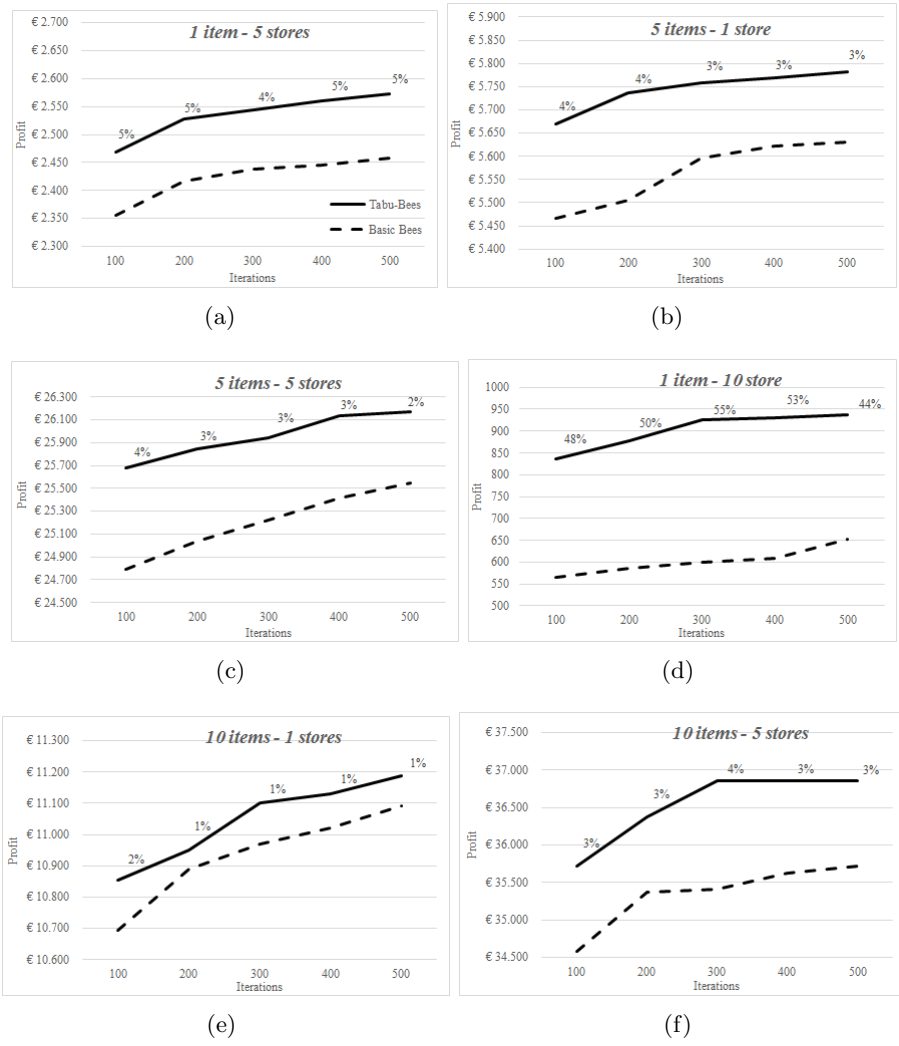 1 item - 5 stores
€ 2.700
€ 2.650
€ 2.600
€ 2.550
€ 2.500
€ 2.450
€ 2.400
€ 2.350
€ 2.300
Profit
5%
5%
4%
5%
5%
Tabu-Bees
Basic Bees
100 200 300 400 500
Iterations
(a)
5 items - 1 store
€ 5.900
€ 5.850
€ 5.800
€ 5.750
€ 5.700
€ 5.650
€ 5.600
€ 5.550
€ 5.500
€ 5.450
€ 5.400
Profit
4%
4%
3%
3%
3%
100 200 300 400 500
Iterations
(b)
5 items - 5 stores
€ 26.300
€ 26.100
€ 25.900
€ 25.700
€ 25.500
€ 25.300
€ 25.100
€ 24.900
€ 24.700
€ 24.500
Profit
4%
3%
3%
3%
2%
100 200 300 400 500
Iterations
(c)
1 item - 10 store
1000
950
900
850
800
750
700
650
600
550
500
Profit
48%
50%
55%
53%
44%
100 200 300 400 500
Iterations
(d)
10 items - 1 stores
€ 11.300
€ 11.200
€ 11.100
€ 11.000
€ 10.900
€ 10.800
€ 10.700
€ 10.600
Profit
2%
1%
1%
1%
1%
100 200 300 400 500
Iterations
(e)
10 items - 5 stores
€ 37.500
€ 37.000
€ 36.500
€ 36.000
€ 35.500
€ 35.000
€ 34.500
Profit
3%
3%
4%
3%
3%
100 200 300 400 500
Iterations
(f)